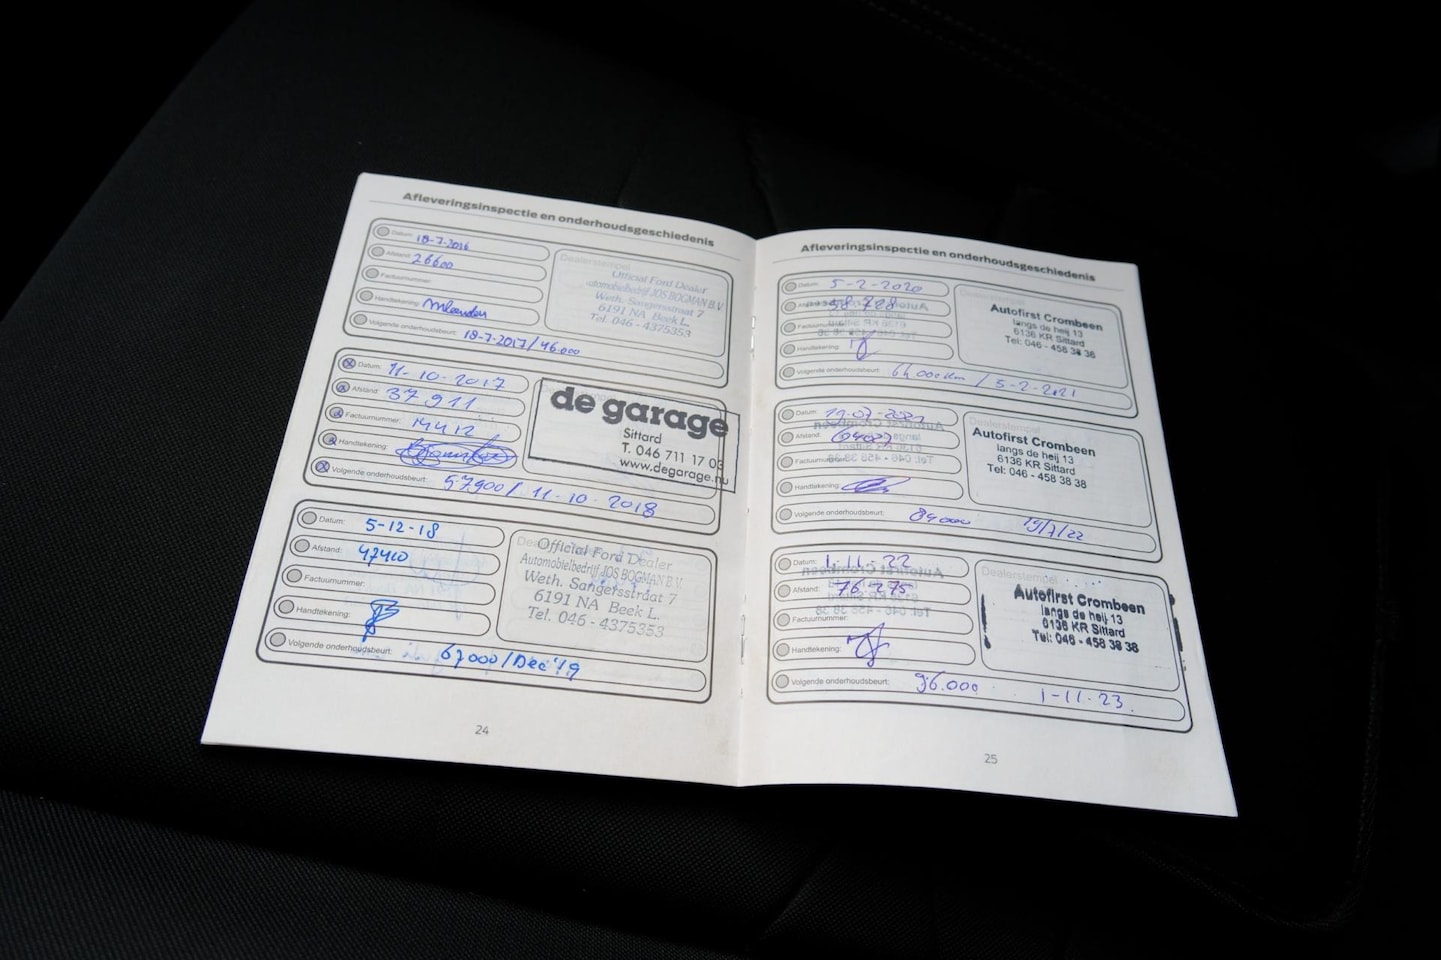 Afleveringsinspectie en onderhoudsgeschiedenis
Datum: 18-7-2016
Afstand: 26600
Factuurnummer:
Handtekening:
Volgende onderhoudsbeurt: 18-7-2017/46.000
Dealerstempel
Official Ford Dealer
Automobielbedrijf JOS BOGMAN B.V.
Weth. Sangersstraat 7
6191 NA Beek L.
Tel. 046 - 4375353
Datum: 11-10-2017
Afstand: 37911
Factuurnummer: 14412
Handtekening:
Volgende onderhoudsbeurt: 57900/ 11-10-2018
de garage
Sittard
T. 046 711 17 03
www.degarage.nu
Datum: 5-12-18
Afstand: 47410
Factuurnummer:
Handtekening:
Volgende onderhoudsbeurt: 67000/Dec '19
Official Ford Dealer
Automobielbedrijf JOS BOGMAN B.V.
Weth. Sangersstraat 7
6191 NA Beek L.
Tel. 046 - 4375353
24
Afleveringsinspectie en onderhoudsgeschiedenis
Datum: 5-2-2020
Afstand: 58.728
Factuurnummer:
Handtekening:
Volgende onderhoudsbeurt: / 5-2-2021
Autofirst Crombeen
langs de heij 13
6136 KR Sittard
Tel: 046 - 458 38 38
Datum: 19-07-2021
Afstand:
Factuurnummer:
Handtekening:
Volgende onderhoudsbeurt: 84000 19/7/22
Dealerstempel
Autofirst Crombeen
langs de heij 13
6136 KR Sittard
Tel: 046 - 458 38 38
Datum: 1-11-22
Afstand: 76.275
Factuurnummer:
Handtekening:
Volgende onderhoudsbeurt: 96.000 1-11-23.
Dealerstempel
Autofirst Crombeen
langs de heij 13
6136 KR Sittard
Tel: 046 - 458 38 38
25